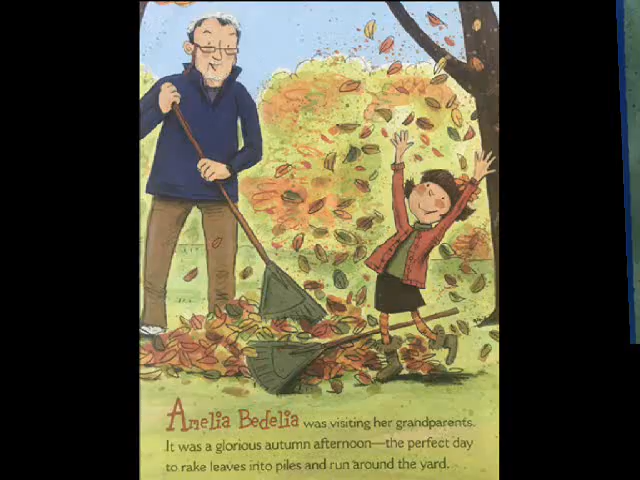 Amelia Bedelia was visiting her grandparents.
It was a glorious autumn afternoon—the perfect day
to rake leaves into piles and run around the yard.